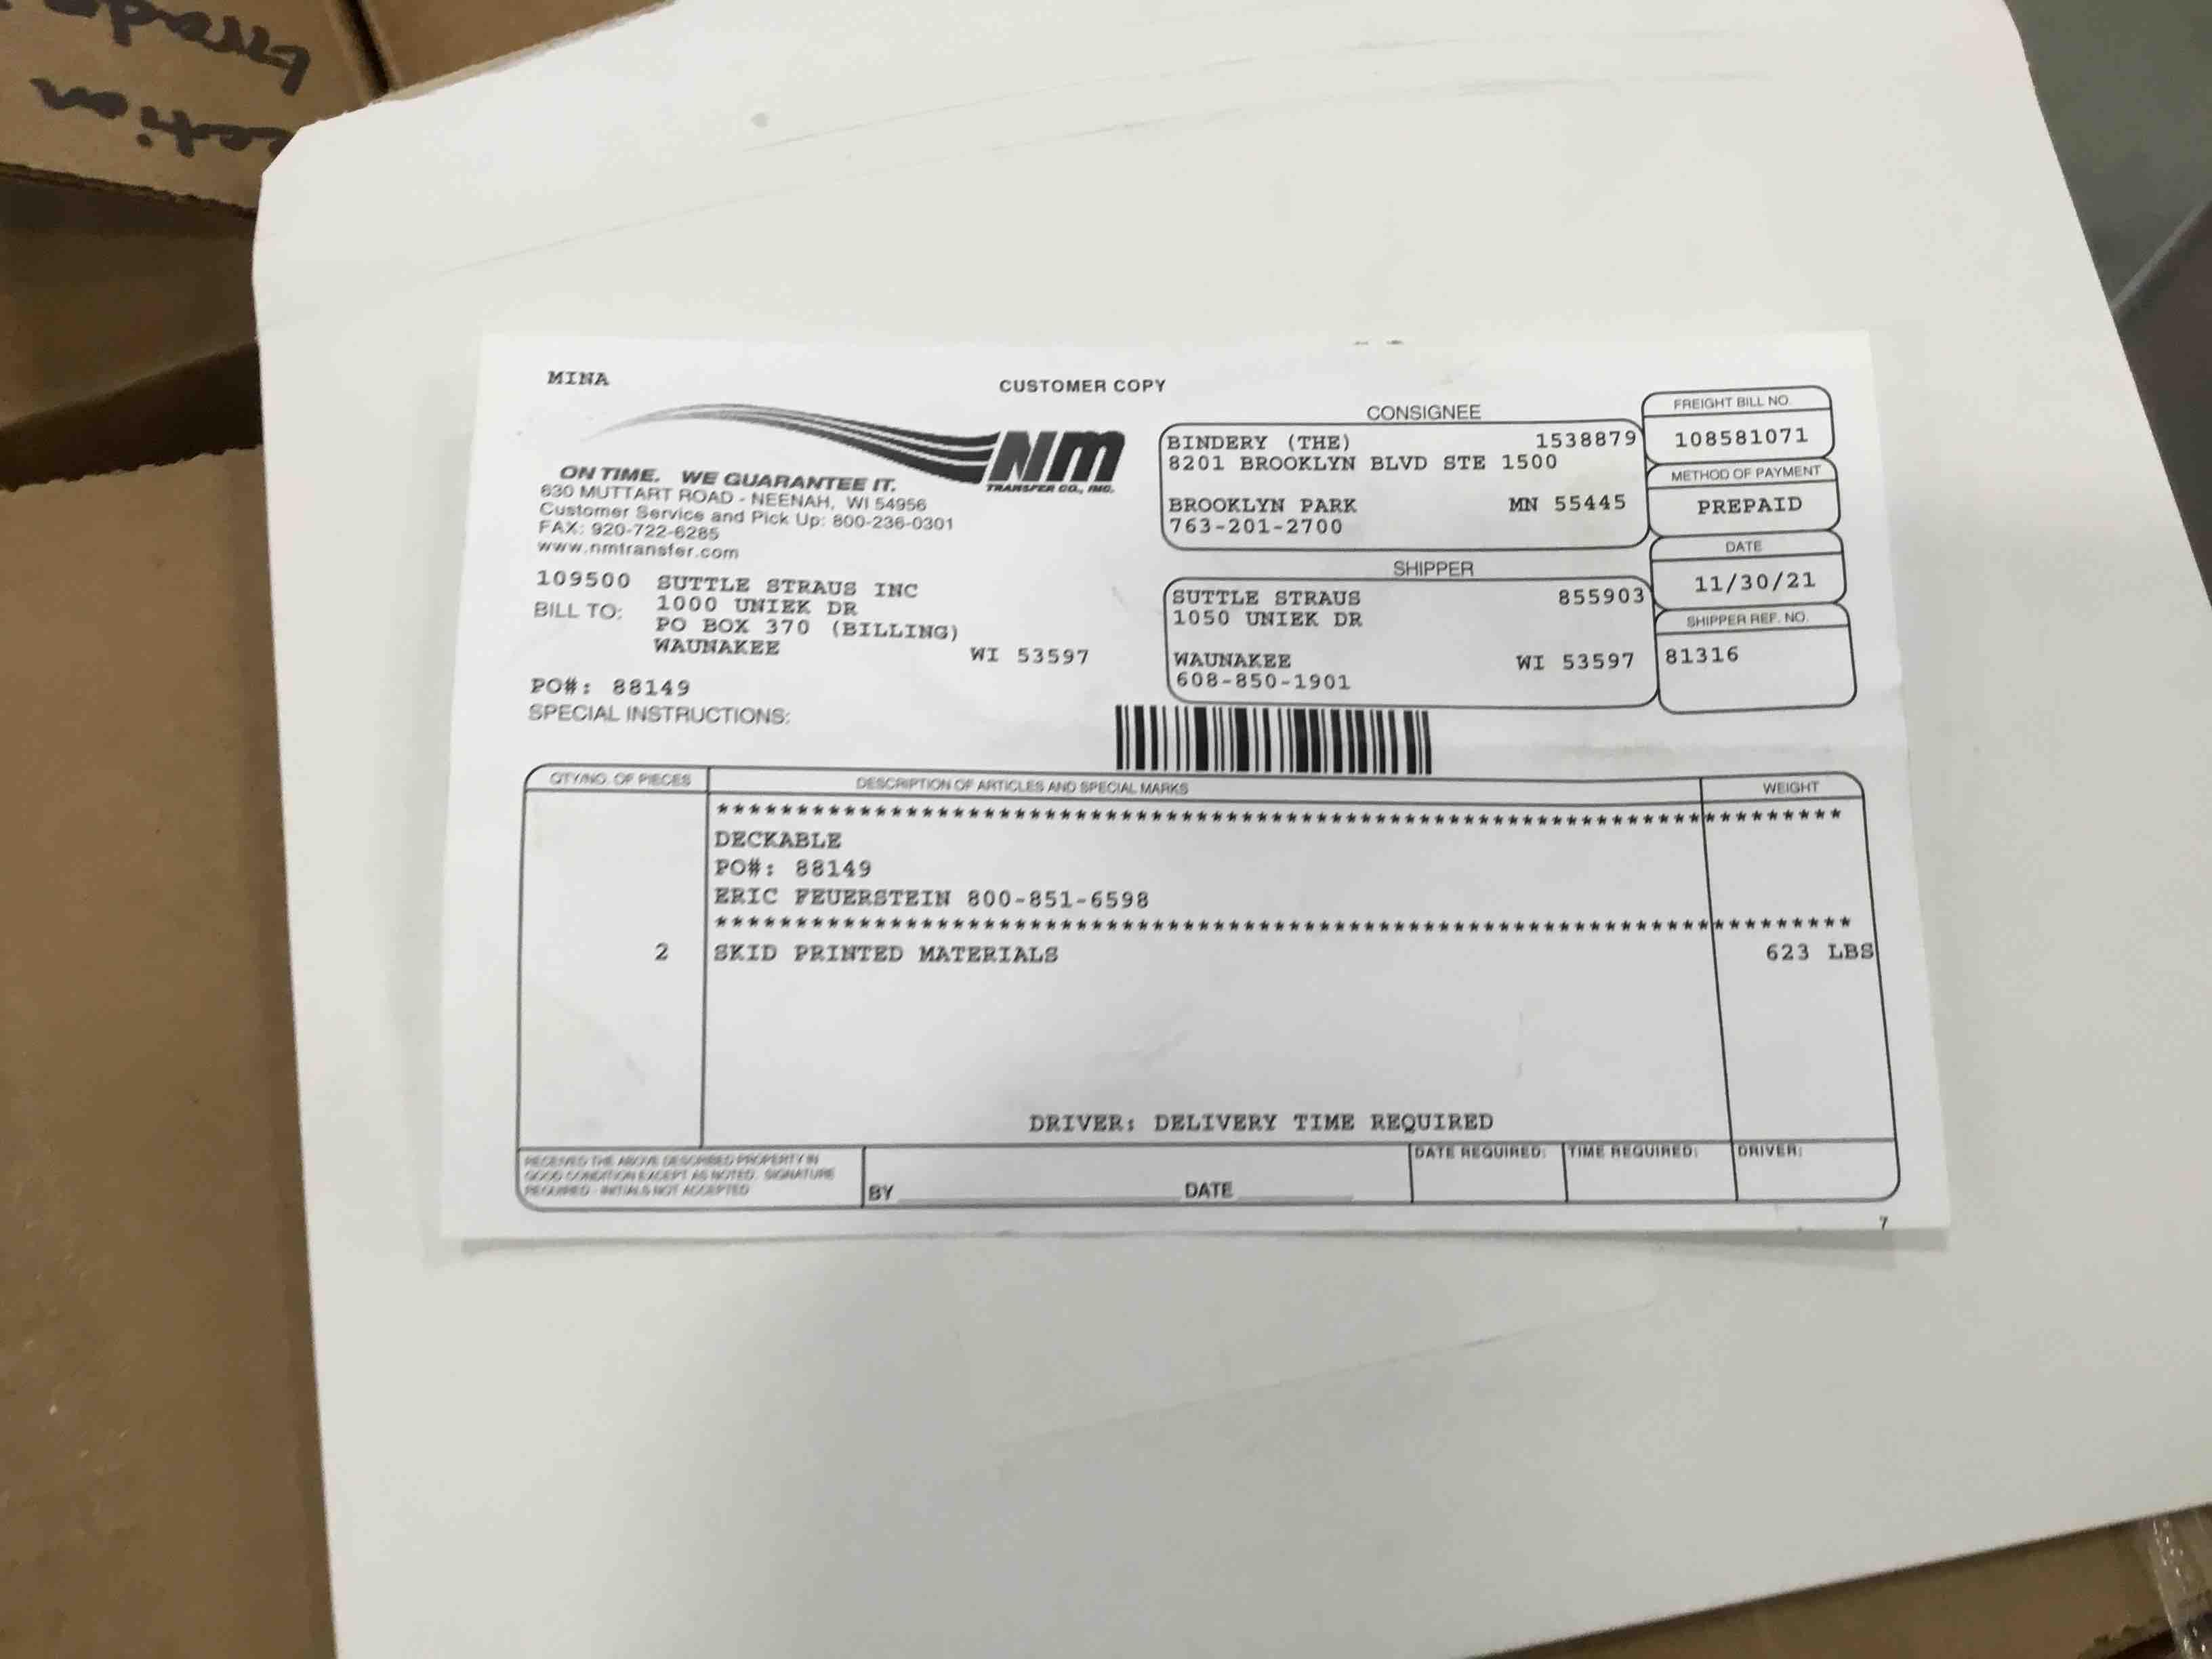 MINA
CUSTOMER COPY
NM
TRANSFER CO., INC.
ON TIME. WE GUARANTEE IT.
630 MUTTART ROAD - NEENAH, WI 54956
Customer Service and Pick Up: 800-236-0301
FAX: 920-722-6285
www.nmtransfer.com
109500 SUTTLE STRAUS INC
BILL TO: 1000 UNIEK DR
PO BOX 370 (BILLING)
WAUNAKEE WI 53597
PO#: 88149
SPECIAL INSTRUCTIONS:
CONSIGNEE
BINDERY (THE) 1538879
8201 BROOKLYN BLVD STE 1500
BROOKLYN PARK MN 55445
763-201-2700
SHIPPER
SUTTLE STRAUS 855903
1050 UNIEK DR
WAUNAKEE WI 53597
608-850-1901
FREIGHT BILL NO.
108581071
METHOD OF PAYMENT
PREPAID
DATE
11/30/21
SHIPPER REF. NO.
81316
QTY/NO. OF PIECES DESCRIPTION OF ARTICLES AND SPECIAL MARKS WEIGHT
DECKABLE
PO#: 88149
ERIC FEUERSTEIN 800-851-6598
2 SKID PRINTED MATERIALS 623 LBS
DRIVER: DELIVERY TIME REQUIRED
RECEIVED THE ABOVE DESCRIBED PROPERTY IN
GOOD CONDITION EXCEPT AS NOTED. SIGNATURE
REQUIRED - INITIALS NOT ACCEPTED
BY DATE
DATE REQUIRED: TIME REQUIRED: DRIVER:
7